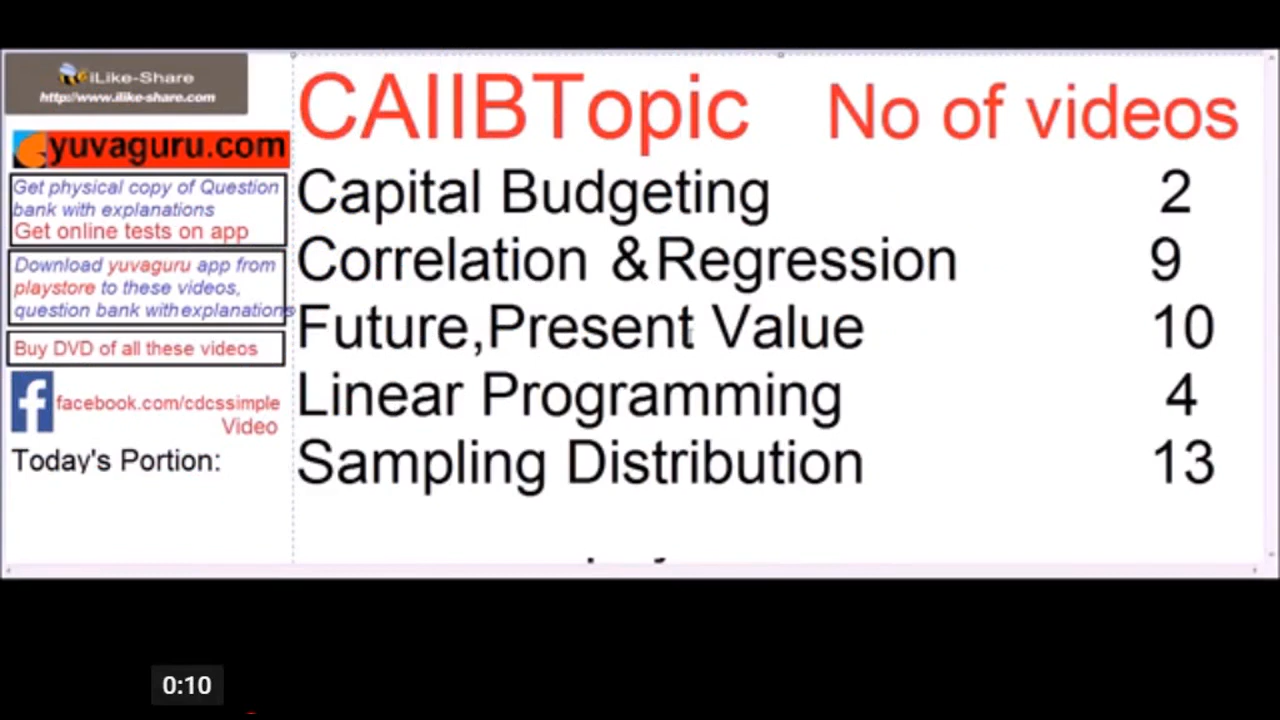 iLike-Share
http://www.ilike-share.com
yuvaguru.com
Get physical copy of Question
bank with explanations
Get online tests on app
Download yuvaguru app from
playstore to these videos,
question bank withexplanations
Buy DVD of all these videos
facebook.com/cdcssimple
Video
Today's Portion:
CAIIBTopic No of videos
Capital Budgeting 2
Correlation &Regression 9
Future,Present Value 10
Linear Programming 4
Sampling Distribution 13
0:10